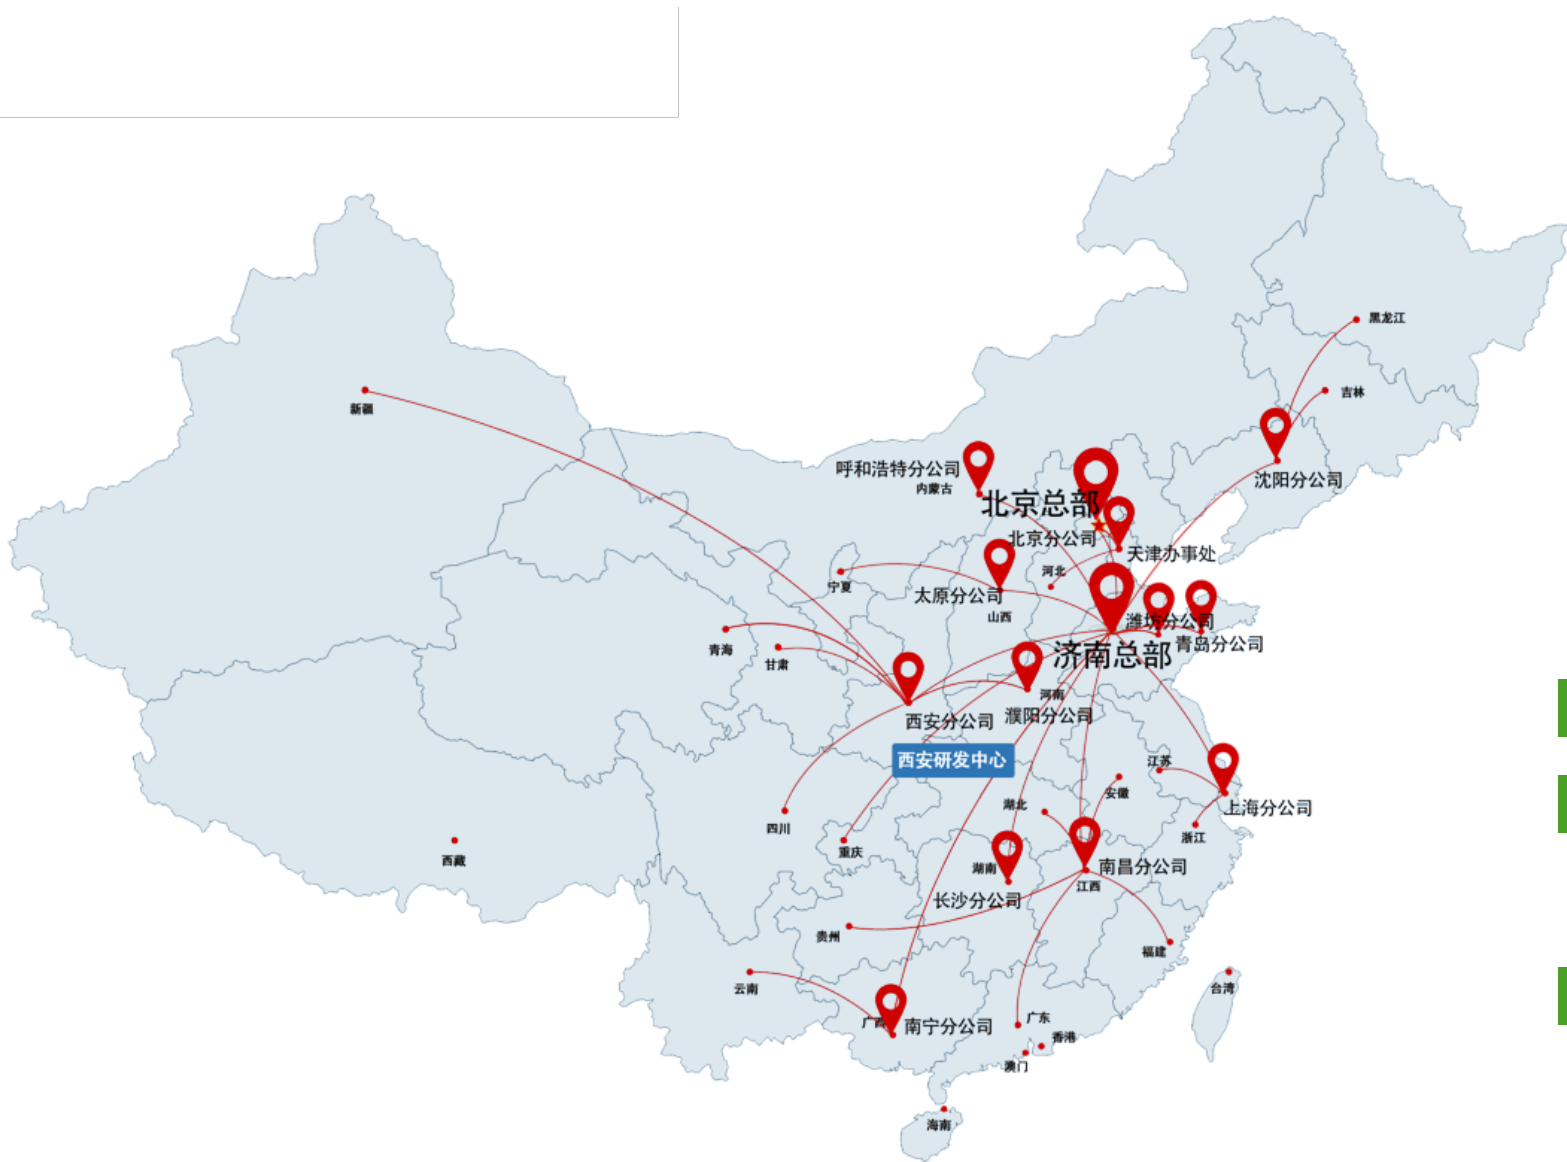 黑龙江
吉林
新疆
呼和浩特分公司
沈阳分公司
内蒙古
北京总部
北京分公司
天津办事处
河北
宁夏
太原分公司
山西
潍坊分公司
青岛分公司
青海
济南总部
甘肃
河南
西安分公司
濮阳分公司
西安研发中心
江苏
安徽
湖北
上海分公司
四川
浙江
重庆
西藏
湖南
南昌分公司
江西
长沙分公司
贵州
福建
云南
台湾
广东
广西
南宁分公司
香港
澳门
海南